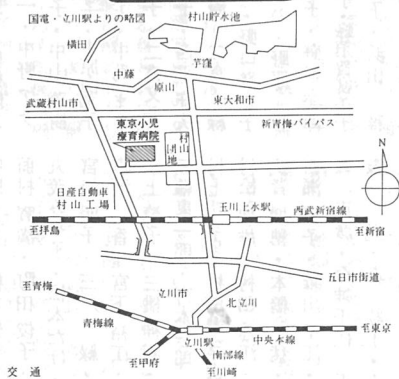 国電・立川駅よりの略図
村山貯水池
横田
芋窪
中藤
原山
武蔵村山市
東大和市
東京小児
療育病院
村山
団地
新青梅バイパス
N
日産自動車
村山工場
玉川上水駅
西武新宿線
至拝島
至新宿
五日市街道
至青梅
立川市
北立川
青梅線
至東京
立川駅
中央本線
南部線
至甲府
至川崎
交通